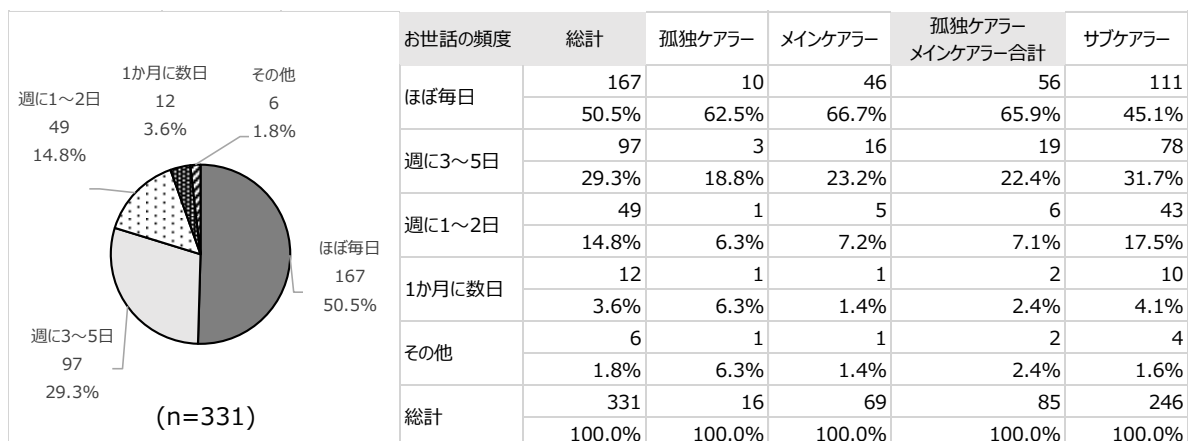 1か月に数日
12
3.6%
その他
6
1.8%
週に1～2日
49
14.8%
ほぼ毎日
167
50.5%
週に3～5日
97
29.3%
(n=331)
お世話の頻度 総計 孤独ケアラー メインケアラー 孤独ケアラー メインケアラー合計 サブケアラー
ほぼ毎日 167 10 46 56 111
50.5% 62.5% 66.7% 65.9% 45.1%
週に3～5日 97 3 16 19 78
29.3% 18.8% 23.2% 22.4% 31.7%
週に1～2日 49 1 5 6 43
14.8% 6.3% 7.2% 7.1% 17.5%
1か月に数日 12 1 1 2 10
3.6% 6.3% 1.4% 2.4% 4.1%
その他 6 1 1 2 4
1.8% 6.3% 1.4% 2.4% 1.6%
総計 331 16 69 85 246
100.0% 100.0% 100.0% 100.0% 100.0%